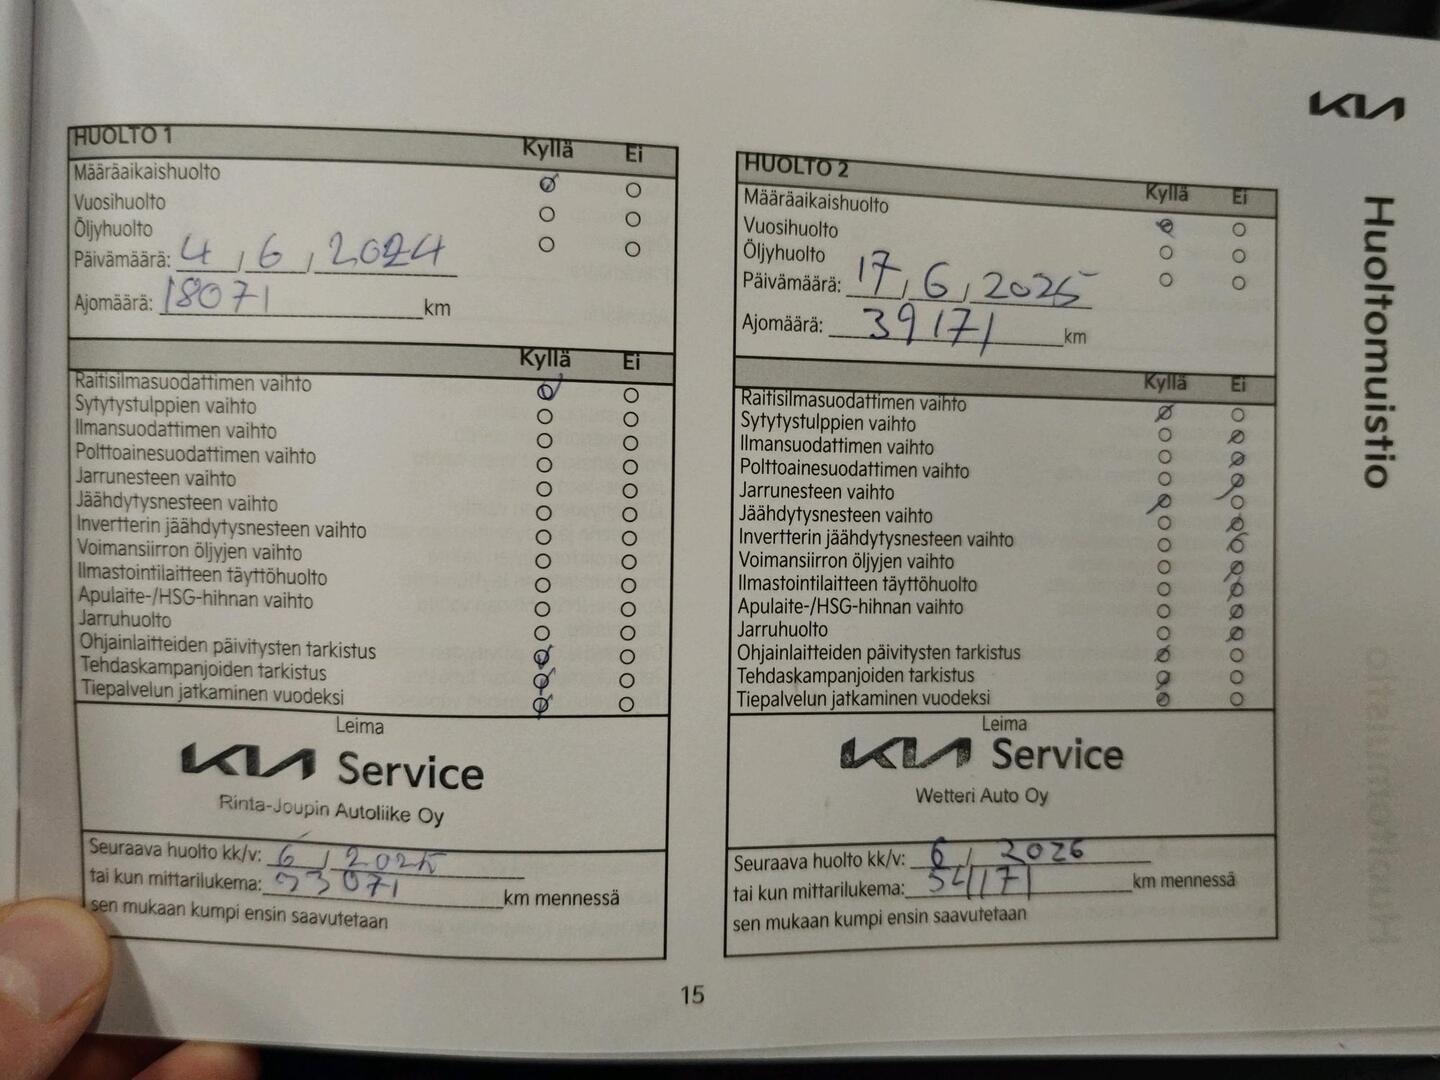 KIA
Huoltomuistio
HUOLTO 1 Kyllä Ei
Määräaikaishuolto
Vuosihuolto
Öljyhuolto
Päivämäärä: 4, 6, 2024
Ajomäärä: 18071 km
Kyllä Ei
Raitisilmasuodattimen vaihto
Sytytystulppien vaihto
Ilmansuodattimen vaihto
Polttoainesuodattimen vaihto
Jarrunesteen vaihto
Jäähdytysnesteen vaihto
Invertterin jäähdytysnesteen vaihto
Voimansiirron öljyjen vaihto
Ilmastointilaitteen täyttöhuolto
Apulaite-/HSG-hihnan vaihto
Jarruhuolto
Ohjainlaitteiden päivitysten tarkistus
Tehdaskampanjoiden tarkistus
Tiepalvelun jatkaminen vuodeksi
Leima
KIA Service
Rinta-Joupin Autoliike Oy
Seuraava huolto kk/v: 6 / 2025
tai kun mittarilukema: 33071 km mennessä
sen mukaan kumpi ensin saavutetaan
HUOLTO 2 Kyllä Ei
Määräaikaishuolto
Vuosihuolto
Öljyhuolto
Päivämäärä: 17, 6, 2025
Ajomäärä: 39171 km
Kyllä Ei
Raitisilmasuodattimen vaihto
Sytytystulppien vaihto
Ilmansuodattimen vaihto
Polttoainesuodattimen vaihto
Jarrunesteen vaihto
Jäähdytysnesteen vaihto
Invertterin jäähdytysnesteen vaihto
Voimansiirron öljyjen vaihto
Ilmastointilaitteen täyttöhuolto
Apulaite-/HSG-hihnan vaihto
Jarruhuolto
Ohjainlaitteiden päivitysten tarkistus
Tehdaskampanjoiden tarkistus
Tiepalvelun jatkaminen vuodeksi
Leima
KIA Service
Wetteri Auto Oy
Seuraava huolto kk/v: 6 / 2026
tai kun mittarilukema: 54171 km mennessä
sen mukaan kumpi ensin saavutetaan
15